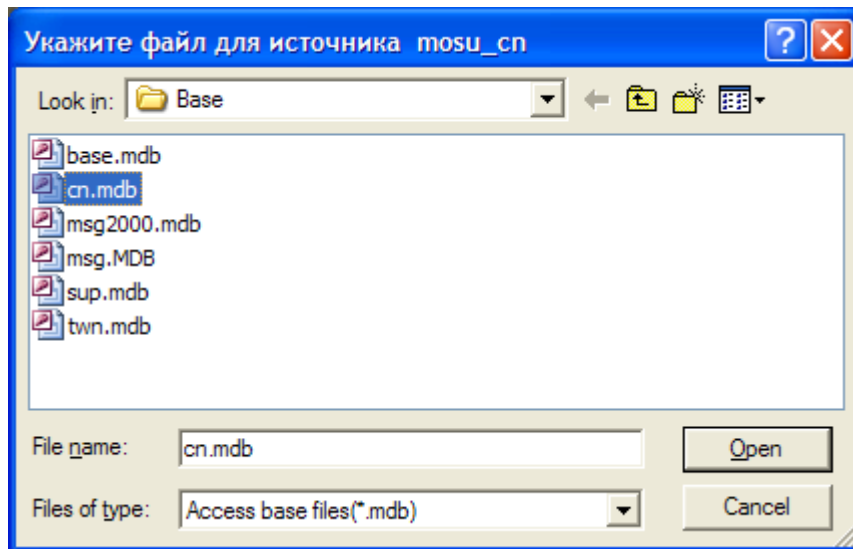 Укажите файл для источника mosu_cn
Look in: Base
base.mdb
cn.mdb
msg2000.mdb
msg.MDB
sup.mdb
twn.mdb
File name: cn.mdb Open
Files of type: Access base files(*.mdb) Cancel